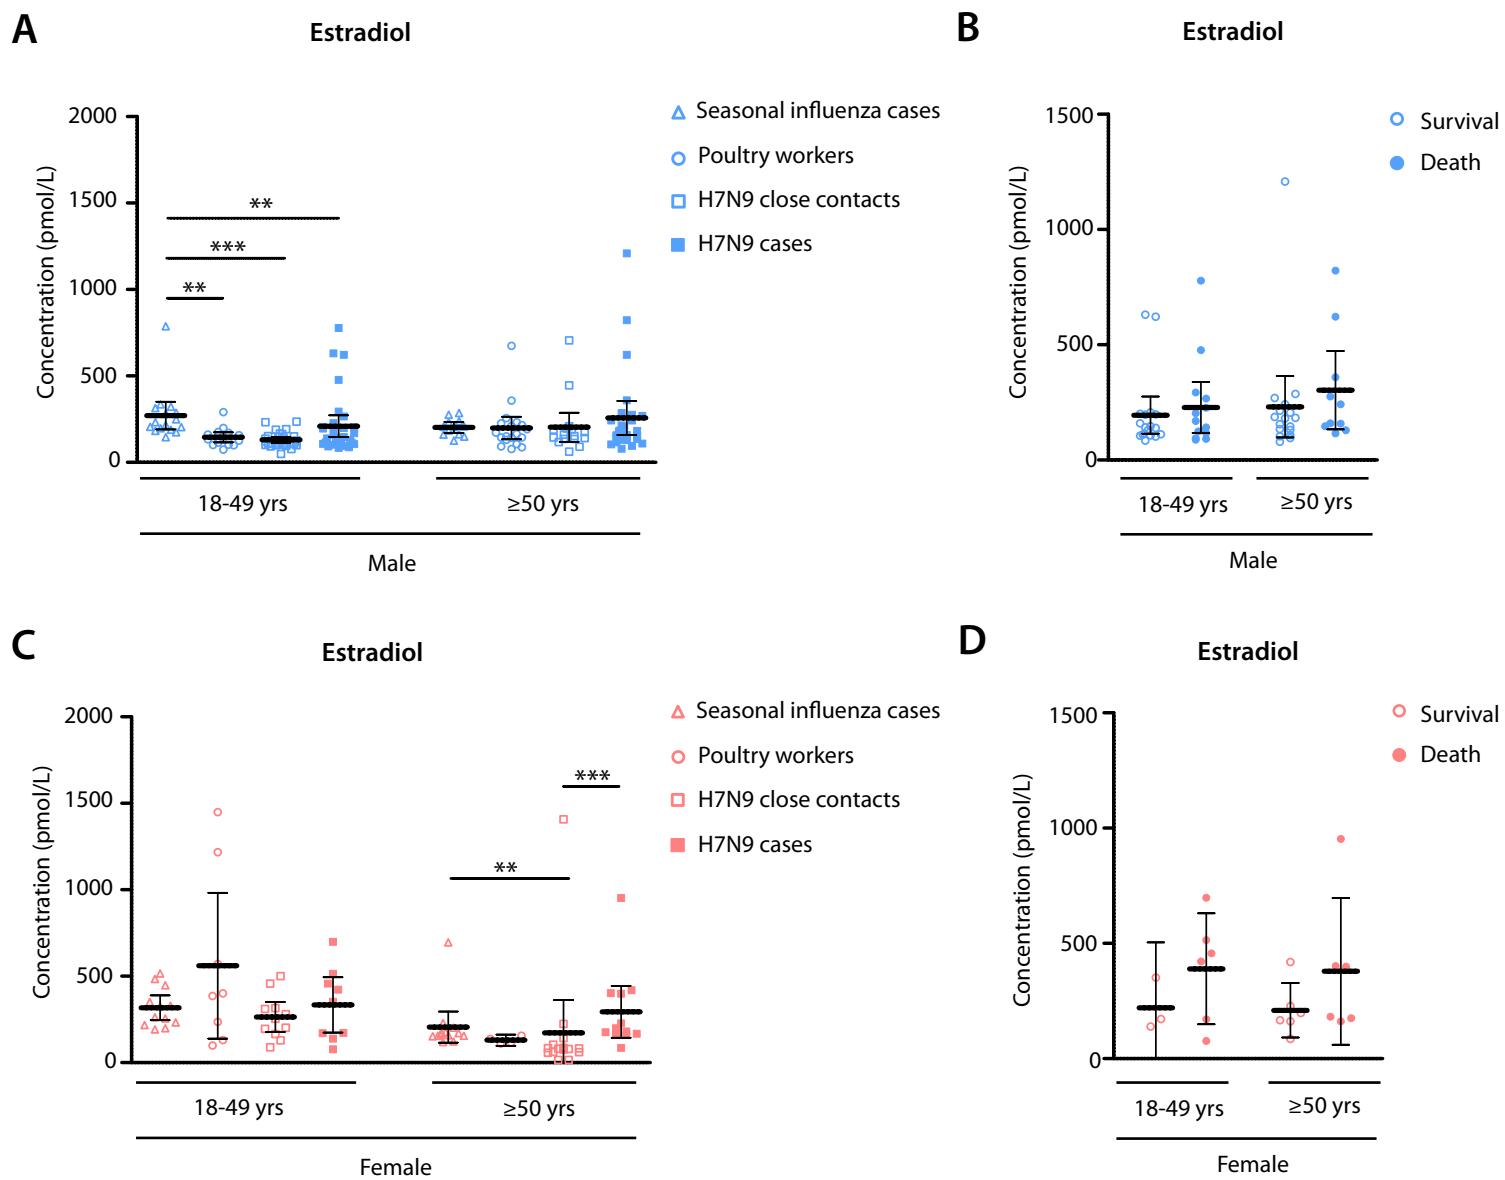 A
Estradiol
Concentration (pmol/L)
2000
1500
1000
500
0
**
***
**
18-49 yrs
≥50 yrs
Male
Seasonal influenza cases
Poultry workers
H7N9 close contacts
H7N9 cases
B
Estradiol
Concentration (pmol/L)
1500
1000
500
0
18-49 yrs
≥50 yrs
Male
Survival
Death
C
Estradiol
Concentration (pmol/L)
2000
1500
1000
500
0
***
**
18-49 yrs
≥50 yrs
Female
Seasonal influenza cases
Poultry workers
H7N9 close contacts
H7N9 cases
D
Estradiol
Concentration (pmol/L)
1500
1000
500
0
18-49 yrs
≥50 yrs
Female
Survival
Death